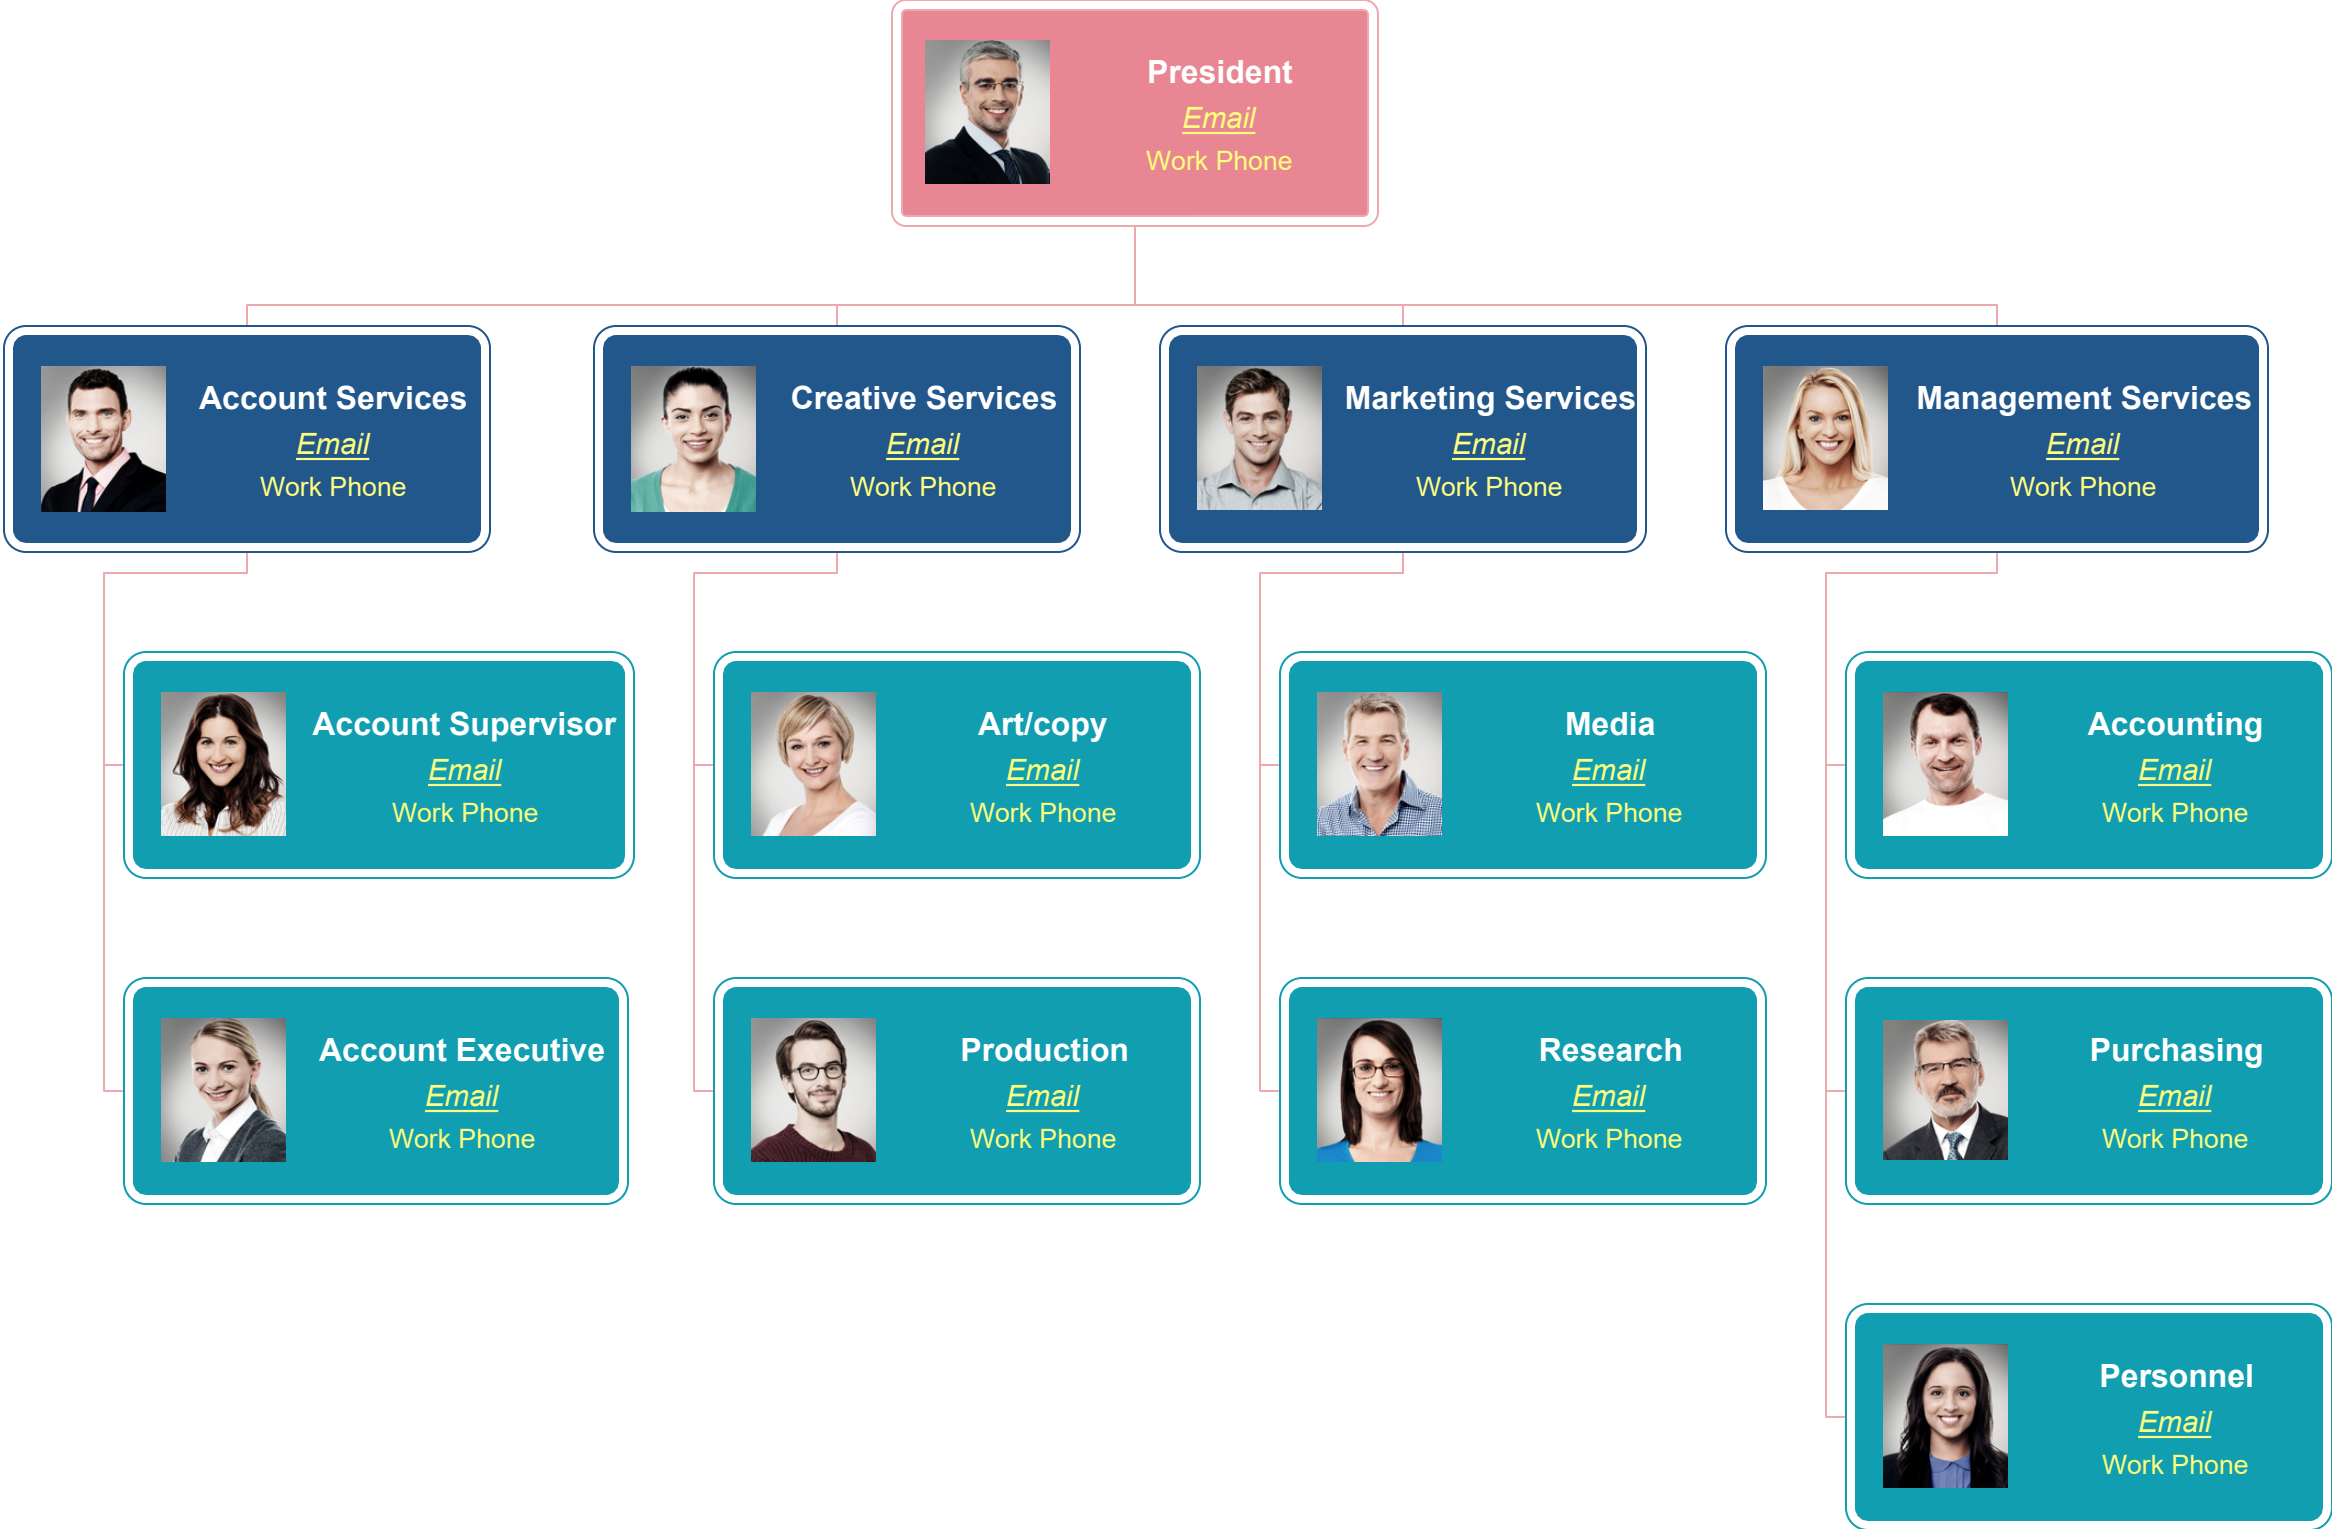 President
Email
Work Phone
Account Services
Email
Work Phone
Creative Services
Email
Work Phone
Marketing Services
Email
Work Phone
Management Services
Email
Work Phone
Account Supervisor
Email
Work Phone
Art/copy
Email
Work Phone
Media
Email
Work Phone
Accounting
Email
Work Phone
Account Executive
Email
Work Phone
Production
Email
Work Phone
Research
Email
Work Phone
Purchasing
Email
Work Phone
Personnel
Email
Work Phone